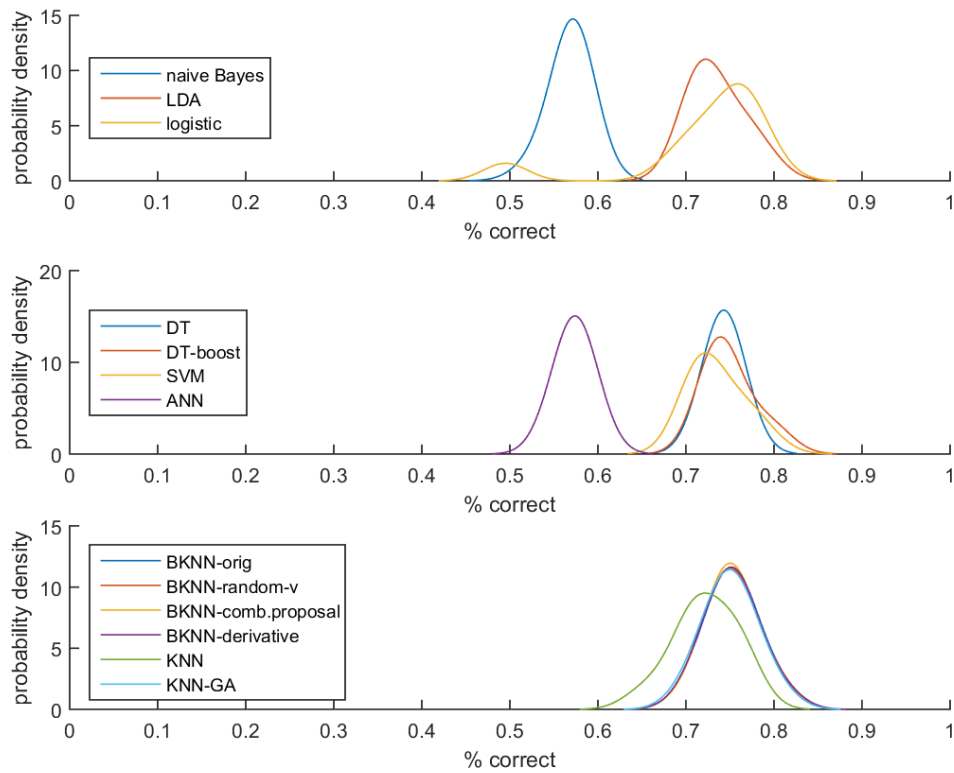 15
10
5
0
probability density
naive Bayes
LDA
logistic
0 0.1 0.2 0.3 0.4 0.5 0.6 0.7 0.8 0.9 1
% correct
20
10
0
probability density
DT
DT-boost
SVM
ANN
0 0.1 0.2 0.3 0.4 0.5 0.6 0.7 0.8 0.9 1
% correct
15
10
5
0
probability density
BKNN-orig
BKNN-random-v
BKNN-comb.proposal
BKNN-derivative
KNN
KNN-GA
0 0.1 0.2 0.3 0.4 0.5 0.6 0.7 0.8 0.9 1
% correct